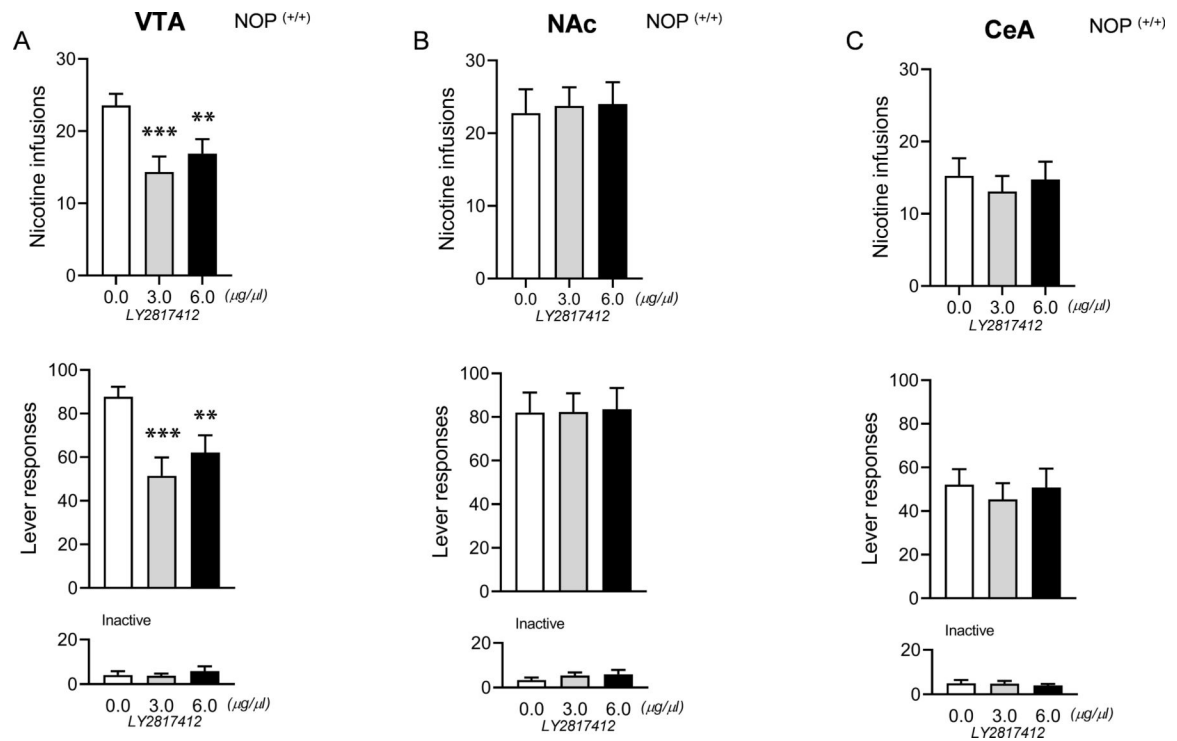 A
VTA
NOP (+/+)
Nicotine infusions
30
20
10
0
***
**
0.0 3.0 6.0 (µg/µl)
LY2817412
Lever responses
100
80
60
40
20
0
***
**
Inactive
20
0
0.0 3.0 6.0 (µg/µl)
LY2817412
B
NAc
NOP (+/+)
Nicotine infusions
30
20
10
0
0.0 3.0 6.0 (µg/µl)
LY2817412
Lever responses
100
80
60
40
20
0
Inactive
20
0
0.0 3.0 6.0 (µg/µl)
LY2817412
C
CeA
NOP (+/+)
Nicotine infusions
30
20
10
0
0.0 3.0 6.0 (µg/µl)
LY2817412
Lever responses
100
80
60
40
20
0
Inactive
20
0
0.0 3.0 6.0 (µg/µl)
LY2817412